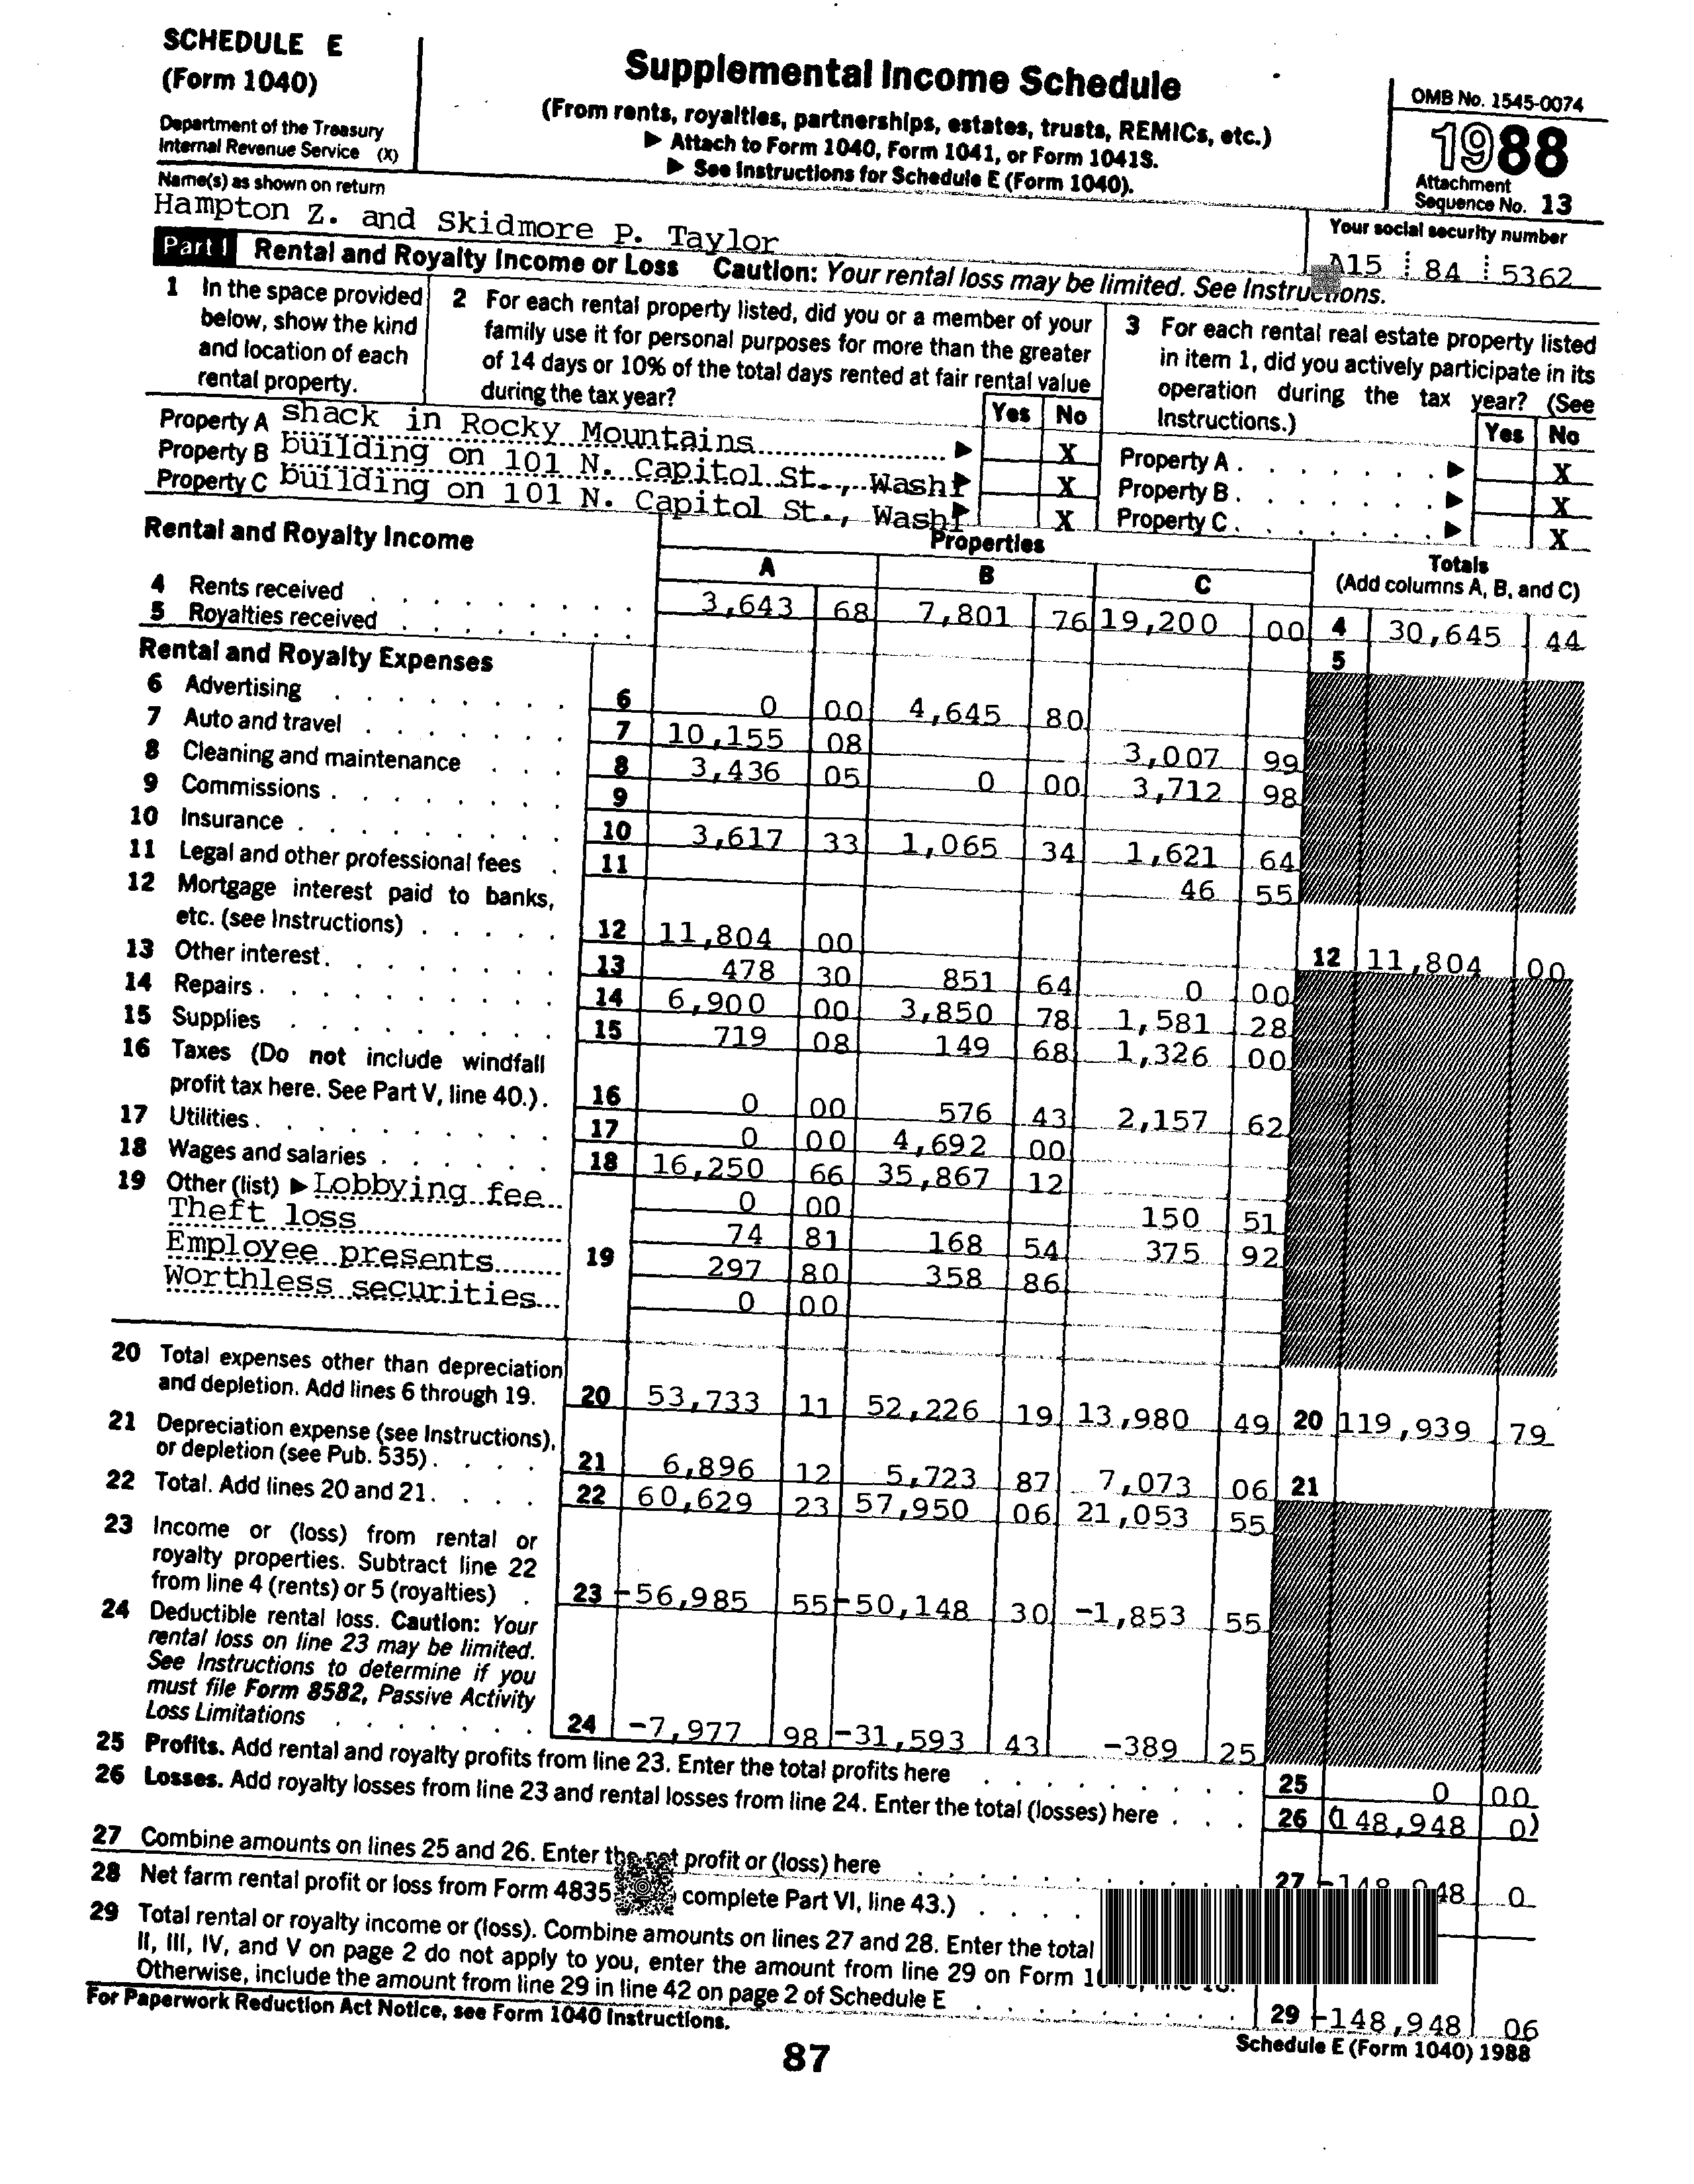 SCHEDULE E
(Form 1040)
Department of the Treasury
Internal Revenue Service (X)
Supplemental Income Schedule
(From rents, royalties, partnerships, estates, trusts, REMICs, etc.)
▶ Attach to Form 1040, Form 1041, or Form 1041S.
▶ See Instructions for Schedule E (Form 1040).
OMB No. 1545-0074
1988
Attachment
Sequence No. 13
Name(s) as shown on return
Hampton Z. and Skidmore P. Taylor
Your social security number
A15 84 5362
Part I Rental and Royalty Income or Loss Caution: Your rental loss may be limited. See Instructions.
1 In the space provided
below, show the kind
and location of each
rental property.
2 For each rental property listed, did you or a member of your
family use it for personal purposes for more than the greater
of 14 days or 10% of the total days rented at fair rental value
during the tax year?
Yes No
3 For each rental real estate property listed
in item 1, did you actively participate in its
operation during the tax year? (See
Instructions.)
Yes No
Property A shack in Rocky Mountains ▶ X Property A ▶ X
Property B building on 101 N. Capitol St., Wash ▶ X Property B ▶ X
Property C building on 101 N. Capitol St., Wash ▶ X Property C ▶ X
Rental and Royalty Income
Properties
A B C
Totals
(Add columns A, B, and C)
4 Rents received 3,643 68 7,801 76 19,200 00 4 30,645 44
5 Royalties received 5
Rental and Royalty Expenses
6 Advertising 6 0 00 4,645 80
7 Auto and travel 7 10,155 08 3,007 99
8 Cleaning and maintenance 8 3,436 05 0 00 3,712 98
9 Commissions 9
10 Insurance 10 3,617 33 1,065 34 1,621 64
11 Legal and other professional fees 11 46 55
12 Mortgage interest paid to banks,
etc. (see Instructions) 12 11,804 00 12 11,804 00
13 Other interest 13 478 30 851 64 0 00
14 Repairs 14 6,900 00 3,850 78 1,581 28
15 Supplies 15 719 08 149 68 1,326 00
16 Taxes (Do not include windfall
profit tax here. See Part V, line 40.) 16 0 00 576 43 2,157 62
17 Utilities 17 0 00 4,692 00
18 Wages and salaries 18 16,250 66 35,867 12
19 Other (list) ▶ Lobbying fee 0 00 150 51
Theft loss 74 81 168 54 375 92
Employee presents 19 297 80 358 86
Worthless securities 0 00
20 Total expenses other than depreciation
and depletion. Add lines 6 through 19. 20 53,733 11 52,226 19 13,980 49 20 119,939 79
21 Depreciation expense (see Instructions),
or depletion (see Pub. 535) 21 6,896 12 5,723 87 7,073 06 21
22 Total. Add lines 20 and 21. 22 60,629 23 57,950 06 21,053 55
23 Income or (loss) from rental or
royalty properties. Subtract line 22
from line 4 (rents) or 5 (royalties) 23 -56,985 55 -50,148 30 -1,853 55
24 Deductible rental loss. Caution: Your
rental loss on line 23 may be limited.
See Instructions to determine if you
must file Form 8582, Passive Activity
Loss Limitations 24 -7,977 98 -31,593 43 -389 25
25 Profits. Add rental and royalty profits from line 23. Enter the total profits here 25 0 00
26 Losses. Add royalty losses from line 23 and rental losses from line 24. Enter the total (losses) here 26 (148,948 0)
27 Combine amounts on lines 25 and 26. Enter the net profit or (loss) here 27 -148,948 0
28 Net farm rental profit or loss from Form 4835 complete Part VI, line 43.)
29 Total rental or royalty income or (loss). Combine amounts on lines 27 and 28. Enter the total
II, III, IV, and V on page 2 do not apply to you, enter the amount from line 29 on Form
Otherwise, include the amount from line 29 in line 42 on page 2 of Schedule E 29 -148,948 06
For Paperwork Reduction Act Notice, see Form 1040 Instructions.
Schedule E (Form 1040) 1988
87